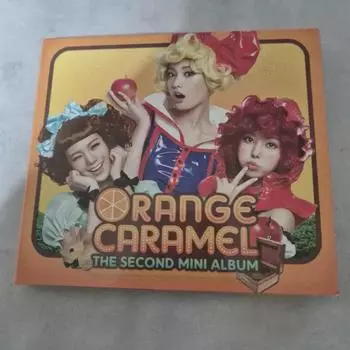 ORANGE
CARAMEL
THE SECOND MINI ALBUM